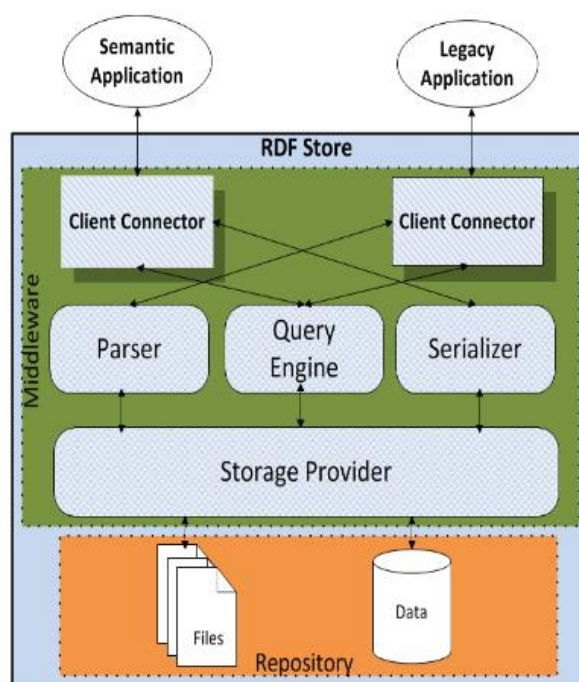 Semantic
Application
Legacy
Application
RDF Store
Client Connector
Client Connector
Middleware
Parser
Query
Engine
Serializer
Storage Provider
Files
Data
Repository